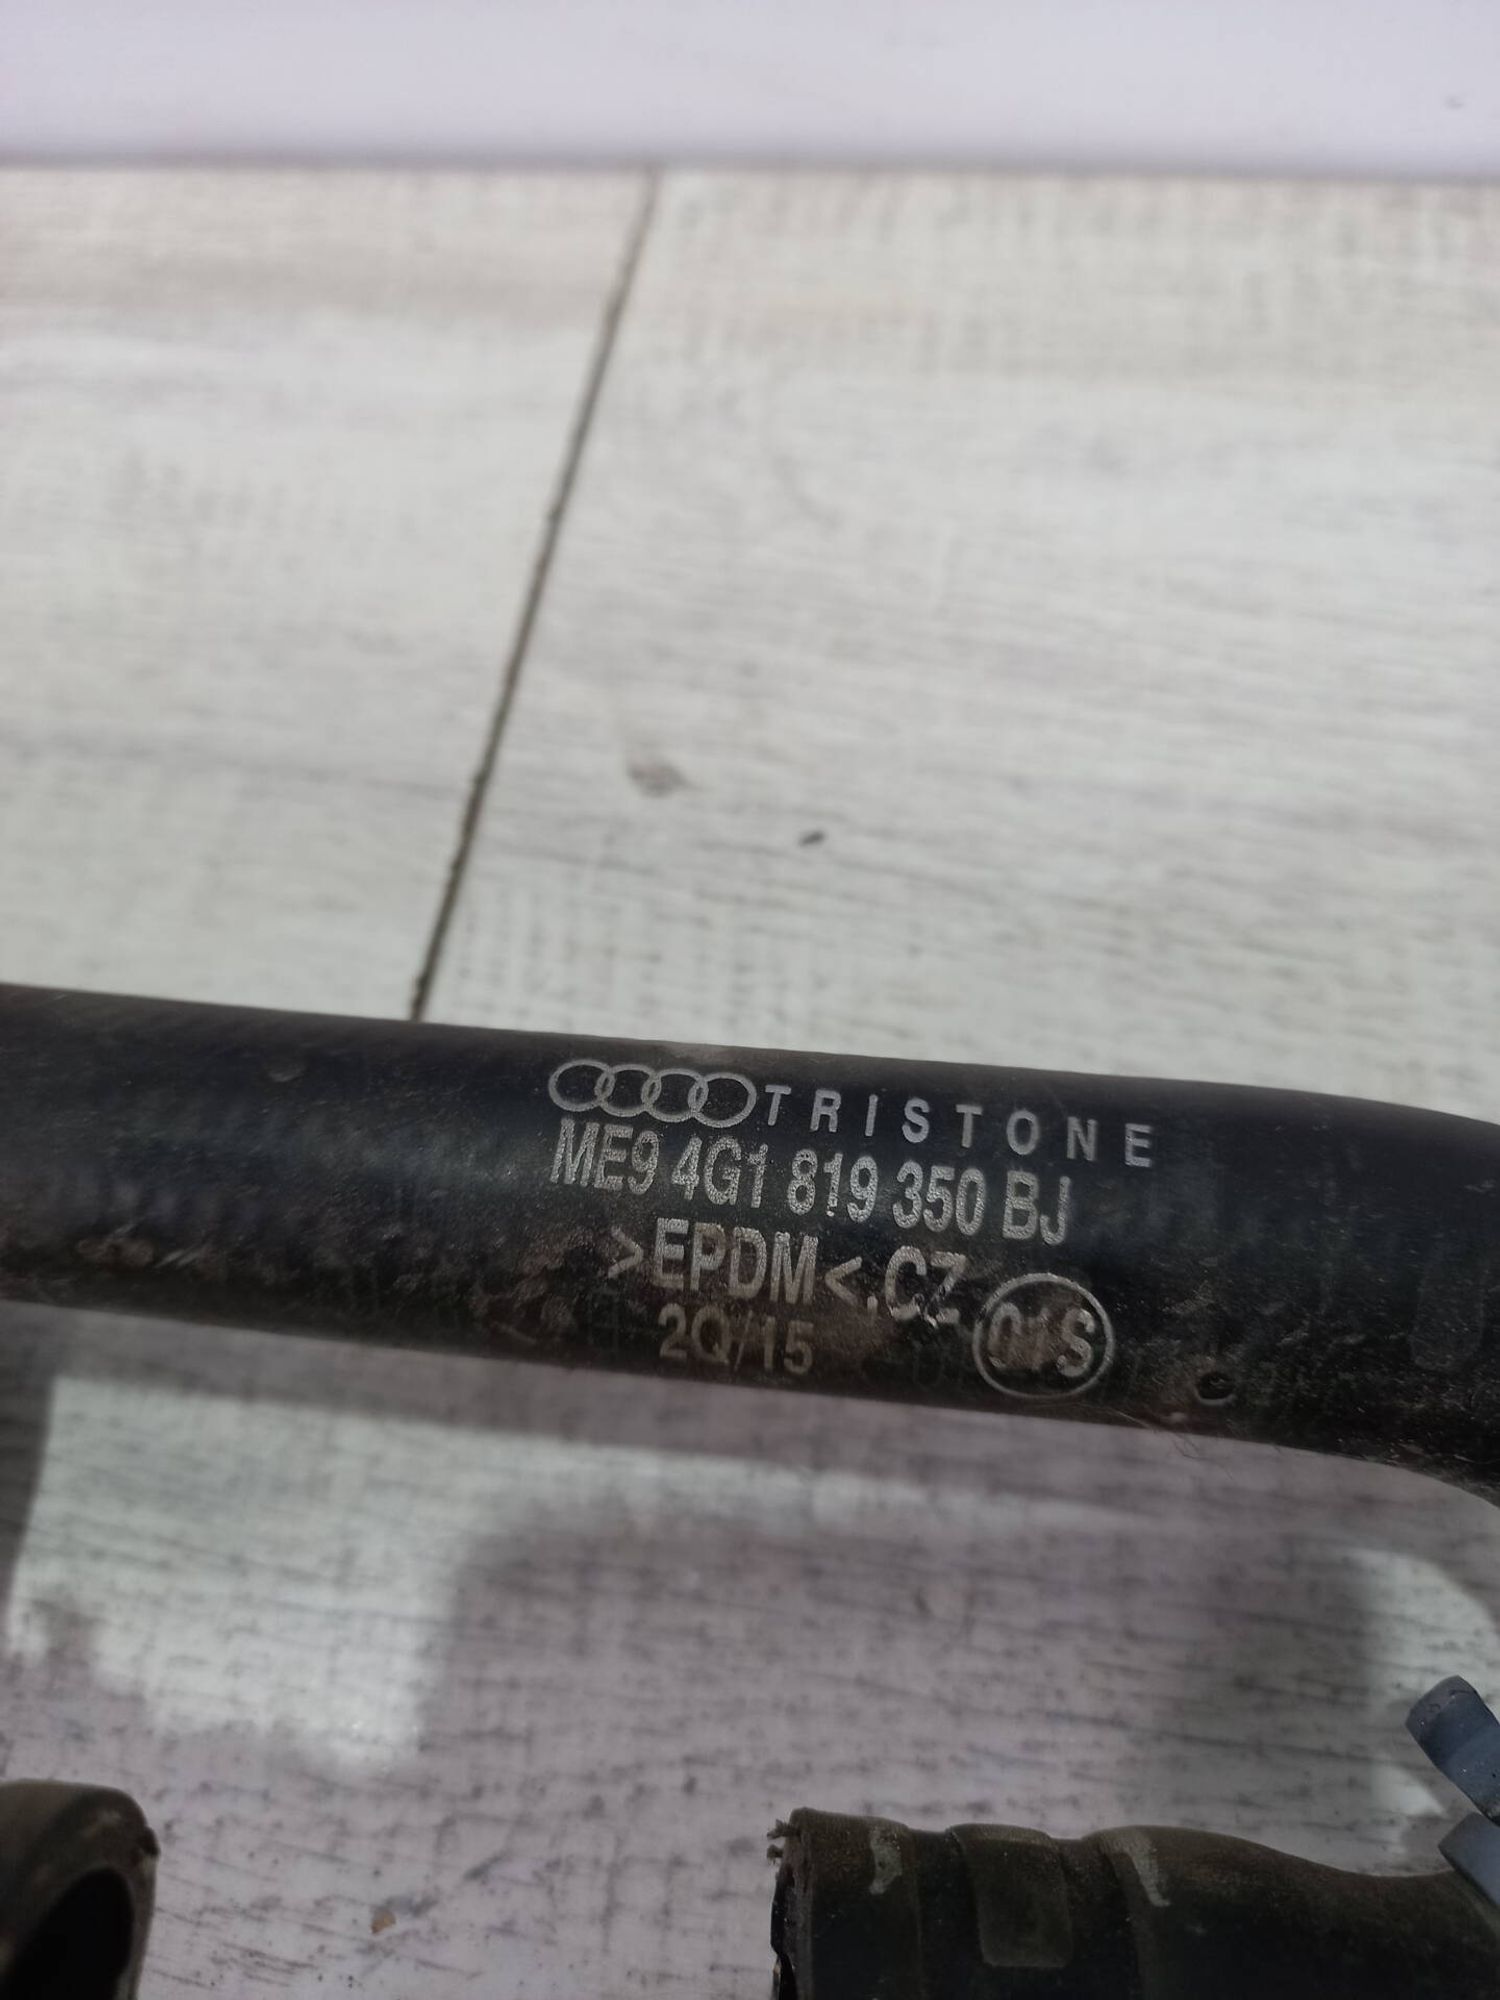 TRISTONE
ME9 4G1 819 350 BJ
>EPDM<.CZ
2Q/15